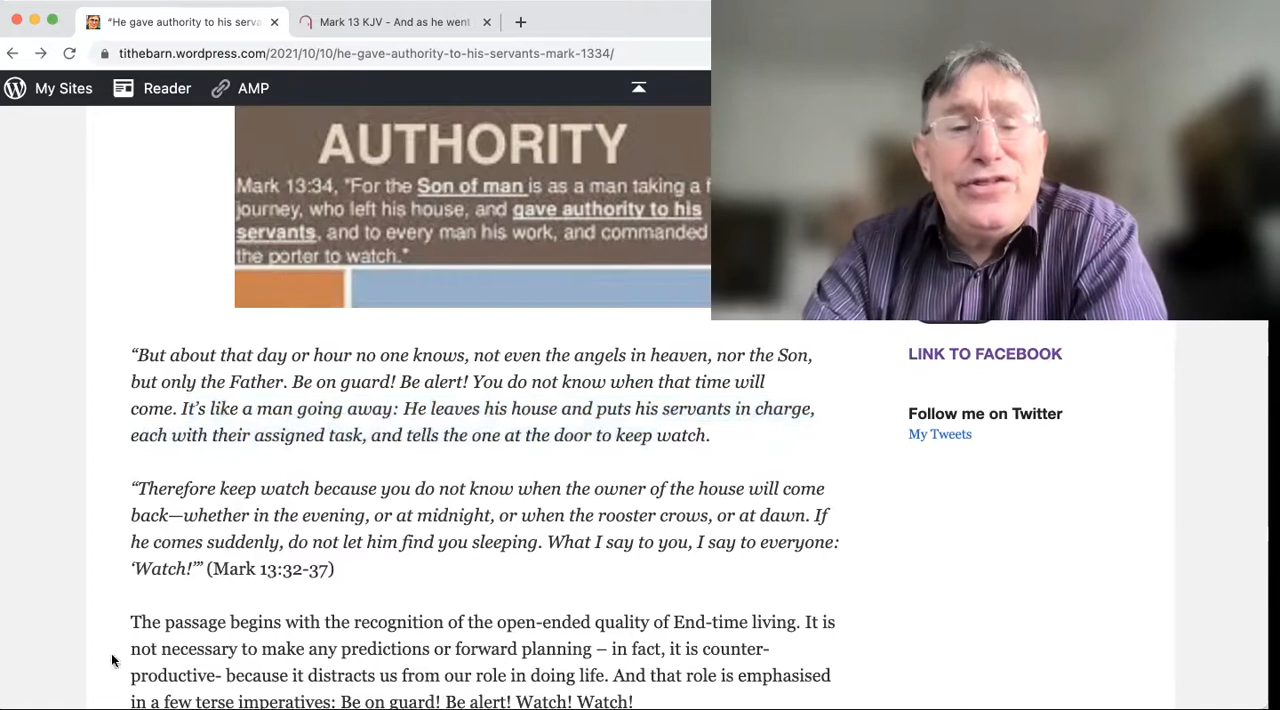 “He gave authority to his serva
Mark 13 KJV - And as he went
tithebarn.wordpress.com/2021/10/10/he-gave-authority-to-his-servants-mark-1334/
My Sites
Reader
AMP
AUTHORITY
Mark 13:34, "For the Son of man is as a man taking a f
journey, who left his house, and gave authority to his
servants, and to every man his work, and commanded
the porter to watch."
“But about that day or hour no one knows, not even the angels in heaven, nor the Son,
but only the Father. Be on guard! Be alert! You do not know when that time will
come. It’s like a man going away: He leaves his house and puts his servants in charge,
each with their assigned task, and tells the one at the door to keep watch.
“Therefore keep watch because you do not know when the owner of the house will come
back—whether in the evening, or at midnight, or when the rooster crows, or at dawn. If
he comes suddenly, do not let him find you sleeping. What I say to you, I say to everyone:
‘Watch!’” (Mark 13:32-37)
The passage begins with the recognition of the open-ended quality of End-time living. It is
not necessary to make any predictions or forward planning – in fact, it is counter-
productive- because it distracts us from our role in doing life. And that role is emphasised
in a few terse imperatives: Be on guard! Be alert! Watch! Watch!
LINK TO FACEBOOK
Follow me on Twitter
My Tweets